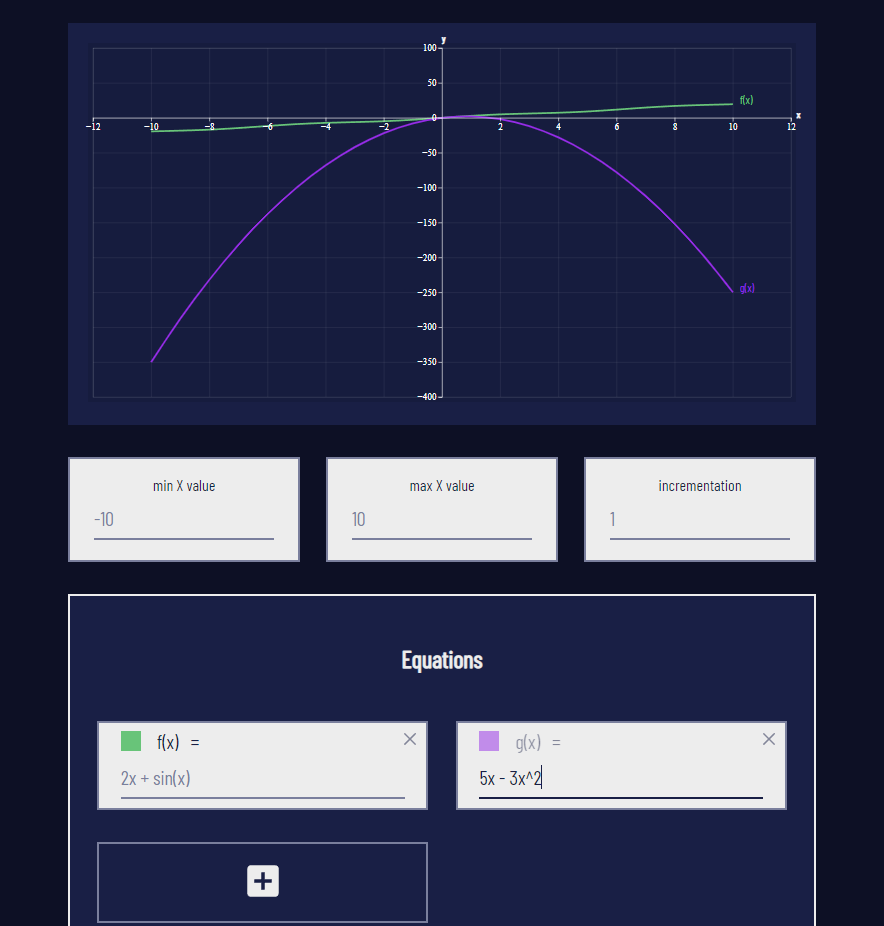 y
100
50
0
−12 −10 −8 −6 −4 −2 2 4 6 8 10 12 x
f(x)
−50
−100
−150
−200
−250
g(x)
−300
−350
−400
min X value max X value incrementation
-10 10 1
Equations
f(x) = g(x) =
2x + sin(x) 5x - 3x^2